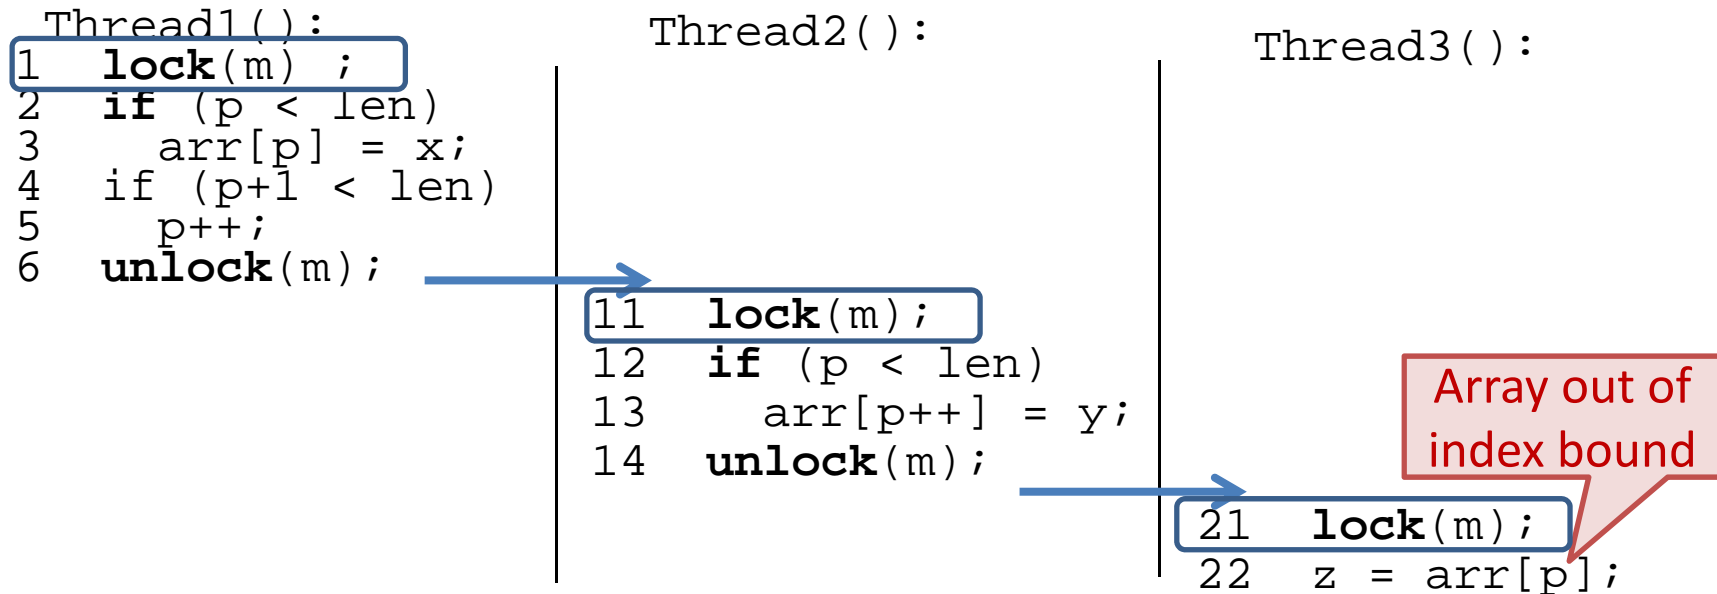 Thread1():
1 lock(m) ;
2 if (p < len)
3 arr[p] = x;
4 if (p+1 < len)
5 p++;
6 unlock(m);
Thread2():
11 lock(m);
12 if (p < len)
13 arr[p++] = y;
14 unlock(m);
Thread3():
Array out of
index bound
21 lock(m);
22 z = arr[p];